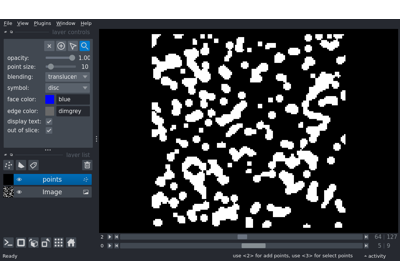 File View Plugins Window Help
layer controls
opacity: 1.00
point size: 10
blending: translucen
symbol: disc
face color: blue
edge color: dimgrey
display text:
out of slice:
layer list
points
Image
2 64 127
0 5 9
Ready use <2> for add points, use <3> for select points activity